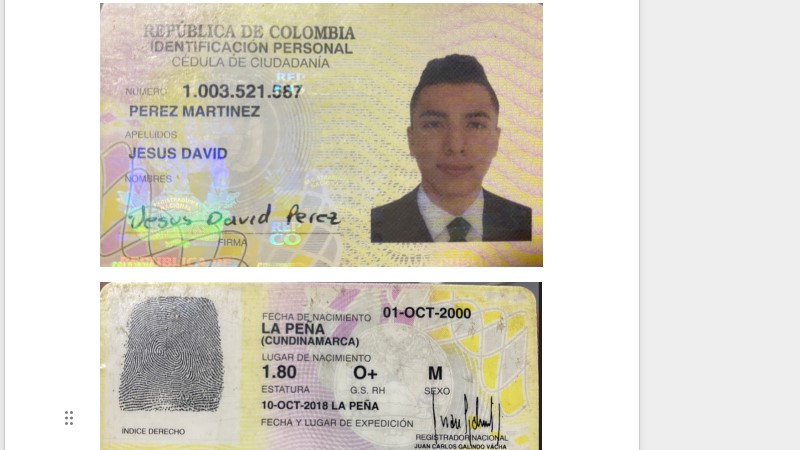 REPÚBLICA DE COLOMBIA
IDENTIFICACIÓN PERSONAL
CÉDULA DE CIUDADANÍA
NÚMERO 1.003.521.587
PEREZ MARTINEZ
APELLIDOS
JESUS DAVID
NOMBRES
Jesus David Perez
FIRMA
FECHA DE NACIMIENTO 01-OCT-2000
LA PEÑA
(CUNDINAMARCA)
LUGAR DE NACIMIENTO
1.80 O+ M
ESTATURA G.S. RH SEXO
10-OCT-2018 LA PEÑA
FECHA Y LUGAR DE EXPEDICIÓN
REGISTRADOR NACIONAL
ÍNDICE DERECHO
JUAN CARLOS GALINDO VÁCHA